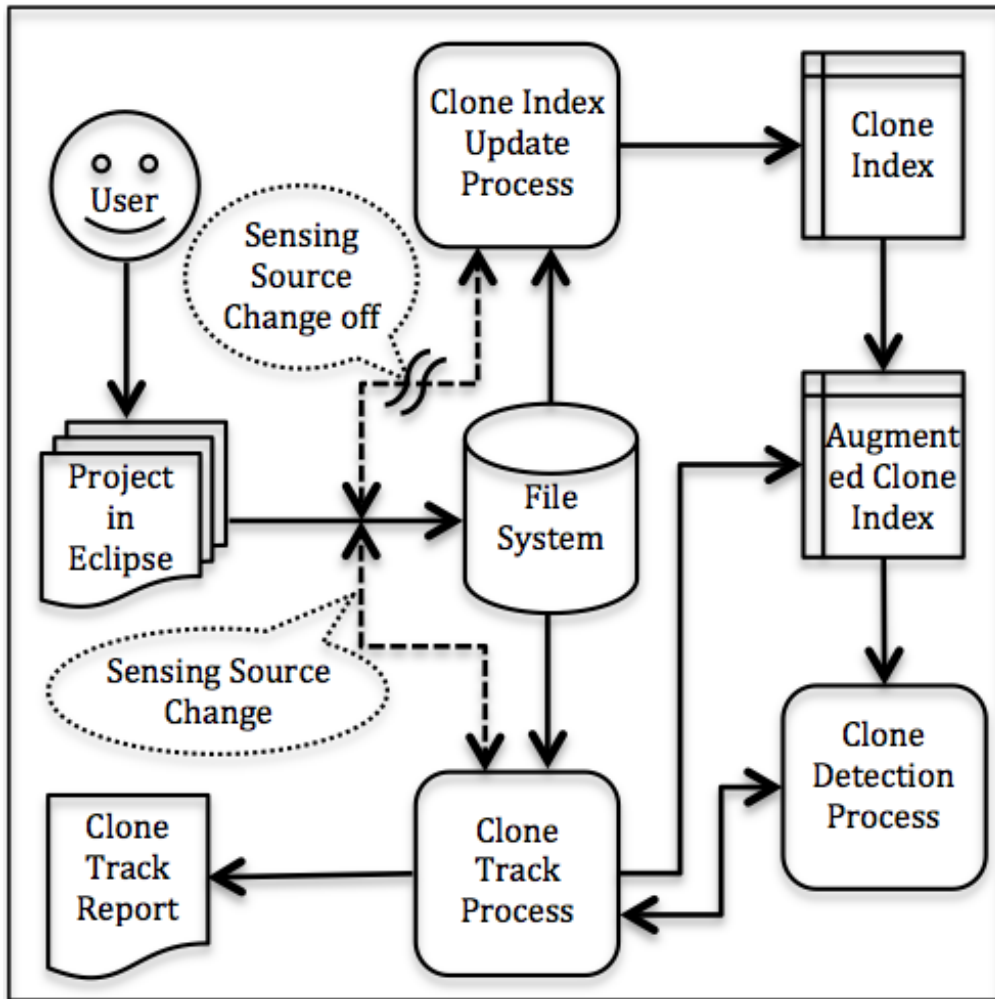 Clone Index
Update
Process
Clone
Index
User
Sensing
Source
Change off
Project
in
Eclipse
File
System
Augment
ed Clone
Index
Sensing Source
Change
Clone
Detection
Process
Clone
Track
Report
Clone
Track
Process